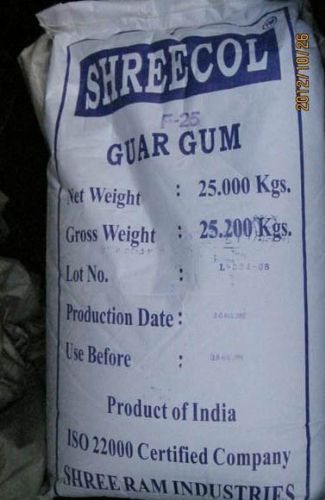 SHREECOL TM
GUAR GUM
Net Weight : 25.000 Kgs.
Gross Weight : 25.200 Kgs.
Lot No. :
Production Date :
Use Before :
Product of India
ISO 22000 Certified Company
SHREE RAM INDUSTRIES
2012/10/26